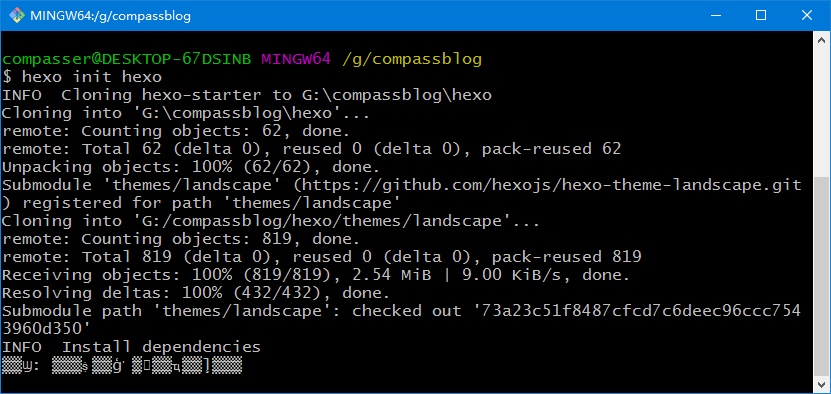 MINGW64:/g/compassblog
compasser@DESKTOP-67DSINB MINGW64 /g/compassblog
$ hexo init hexo
INFO  Cloning hexo-starter to G:\compassblog\hexo
Cloning into 'G:\compassblog\hexo'...
remote: Counting objects: 62, done.
remote: Total 62 (delta 0), reused 0 (delta 0), pack-reused 62
Unpacking objects: 100% (62/62), done.
Submodule 'themes/landscape' (https://github.com/hexojs/hexo-theme-landscape.git
) registered for path 'themes/landscape'
Cloning into 'G:/compassblog/hexo/themes/landscape'...
remote: Counting objects: 819, done.
remote: Total 819 (delta 0), reused 0 (delta 0), pack-reused 819
Receiving objects: 100% (819/819), 2.54 MiB | 9.00 KiB/s, done.
Resolving deltas: 100% (432/432), done.
Submodule path 'themes/landscape': checked out '73a23c51f8487cfcd7c6deec96ccc754
3960d350'
INFO  Install dependencies